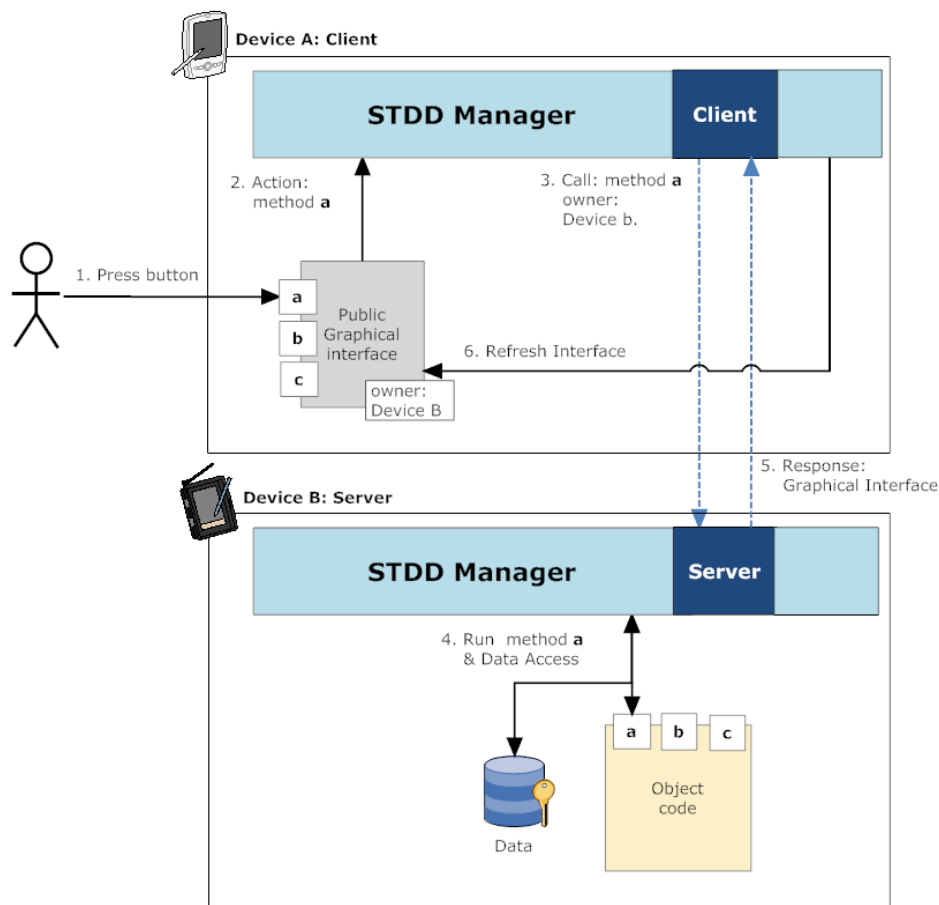 Device A: Client
STDD Manager
Client
2. Action:
method a
3. Call: method a
owner:
Device b.
1. Press button
a
b
c
Public
Graphical
interface
owner:
Device B
6. Refresh Interface
5. Response:
Graphical Interface
Device B: Server
STDD Manager
Server
4. Run method a
& Data Access
a
b
c
Object
code
Data